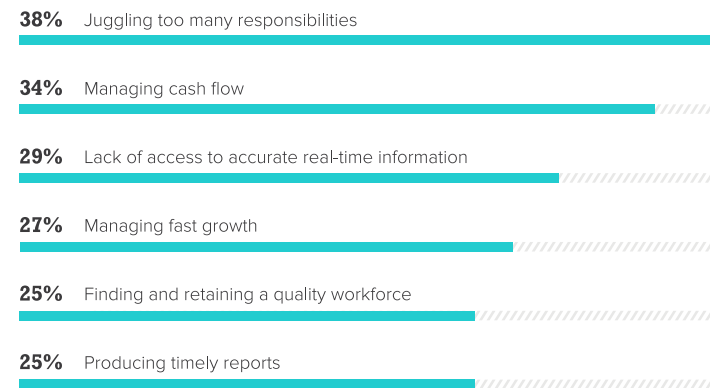 38% Juggling too many responsibilities
34% Managing cash flow
29% Lack of access to accurate real-time information
27% Managing fast growth
25% Finding and retaining a quality workforce
25% Producing timely reports